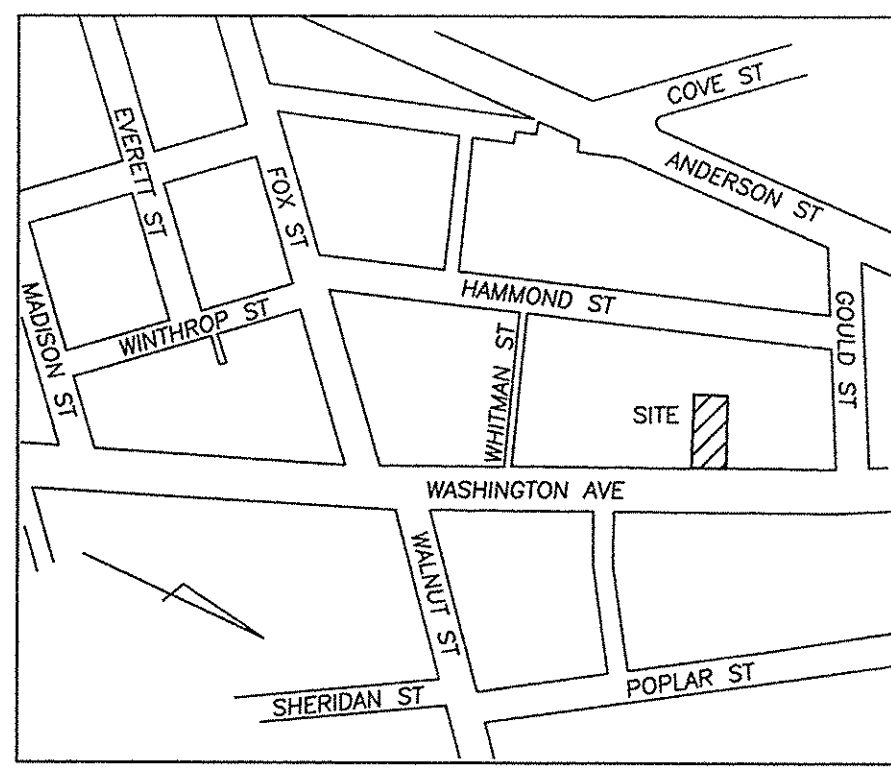 COVE ST
EVERETT ST
ANDERSON ST
FOX ST
MADISON ST
HAMMOND ST
GOULD ST
WINTHROP ST
WHITMAN ST
SITE
WASHINGTON AVE
WALNUT ST
POPLAR ST
SHERIDAN ST